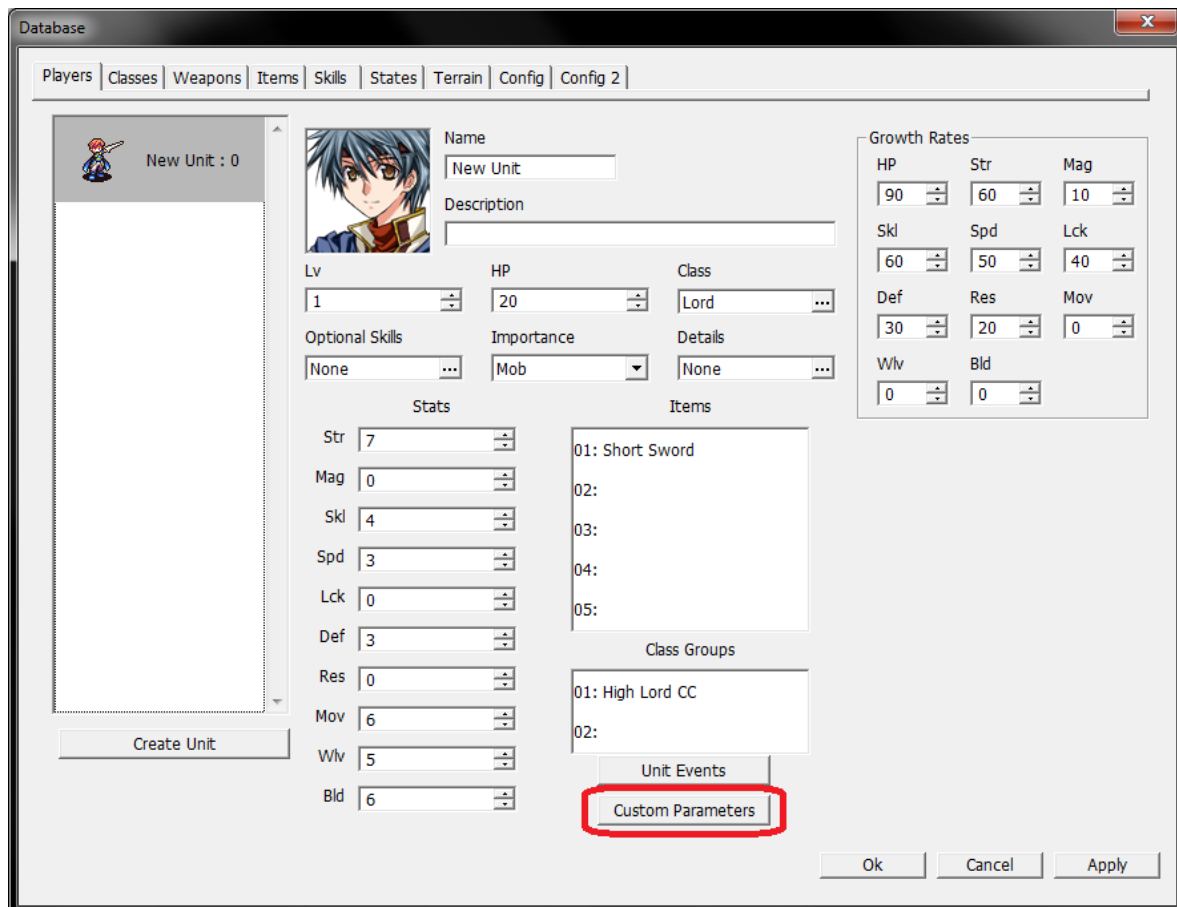 Database
x
Players Classes Weapons Items Skills States Terrain Config Config 2
New Unit : 0
Create Unit
Name
New Unit
Description
Lv HP Class
1 20 Lord ...
Optional Skills Importance Details
None ... Mob None ...
Stats
Str 7
Mag 0
Skl 4
Spd 3
Lck 0
Def 3
Res 0
Mov 6
Wlv 5
Bld 6
Items
01: Short Sword
02:
03:
04:
05:
Class Groups
01: High Lord CC
02:
Unit Events
Custom Parameters
Growth Rates
HP Str Mag
90 60 10
Skl Spd Lck
60 50 40
Def Res Mov
30 20 0
Wlv Bld
0 0
Ok Cancel Apply